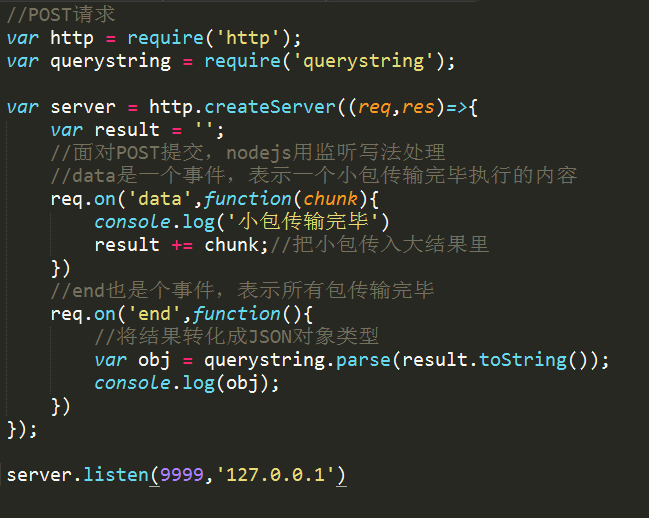 //POST请求
var http = require('http');
var querystring = require('querystring');
var server = http.createServer((req,res)=>{
var result = '';
//面对POST提交，nodejs用监听写法处理
//data是一个事件，表示一个小包传输完毕执行的内容
req.on('data',function(chunk){
console.log('小包传输完毕')
result += chunk;//把小包传入大结果里
})
//end也是个事件，表示所有包传输完毕
req.on('end',function(){
//将结果转化成JSON对象类型
var obj = querystring.parse(result.toString());
console.log(obj);
})
});
server.listen(9999,'127.0.0.1')